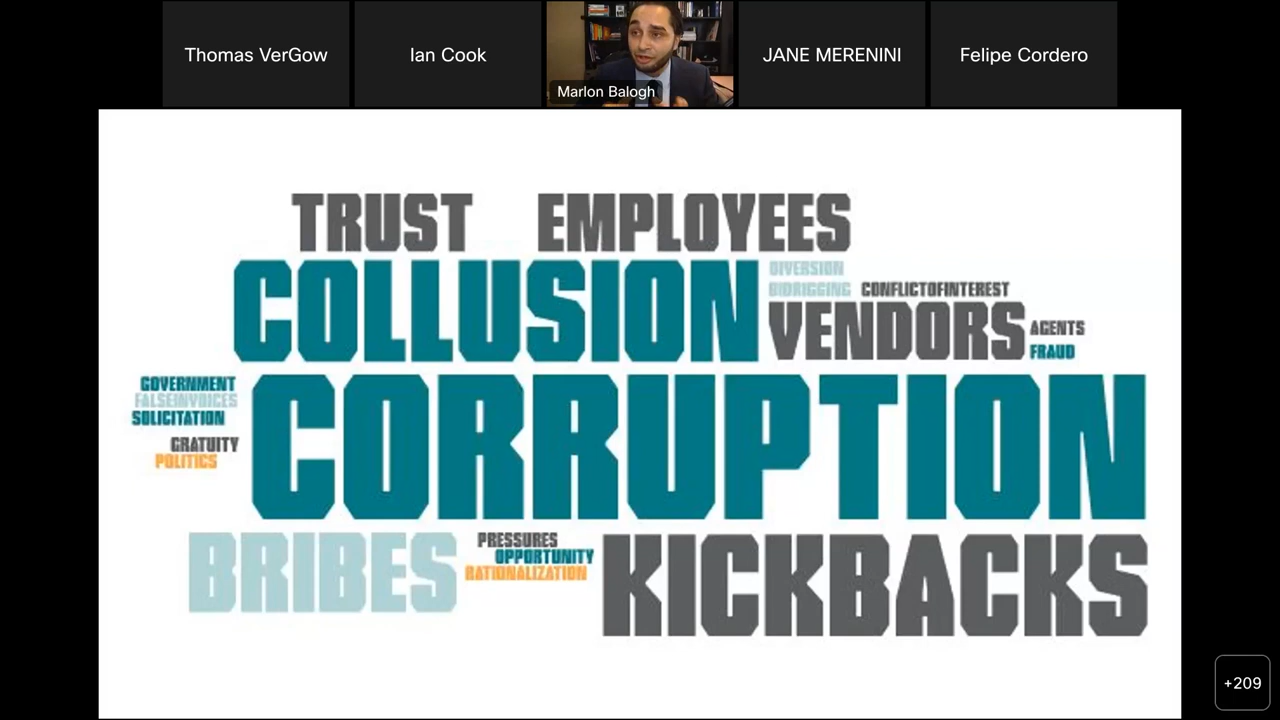 Thomas VerGow
Ian Cook
Marlon Balogh
JANE MERENINI
Felipe Cordero
TRUST EMPLOYEES
COLLUSION
DIVERSION
BIDRIGGING CONFLICTOFINTEREST
VENDORS
AGENTS
FRAUD
GOVERNMENT
FALSEINVOICES
SOLICITATION
GRATUITY
POLITICS
CORRUPTION
BRIBES
PRESSURES
OPPORTUNITY
RATIONALIZATION
KICKBACKS
+209